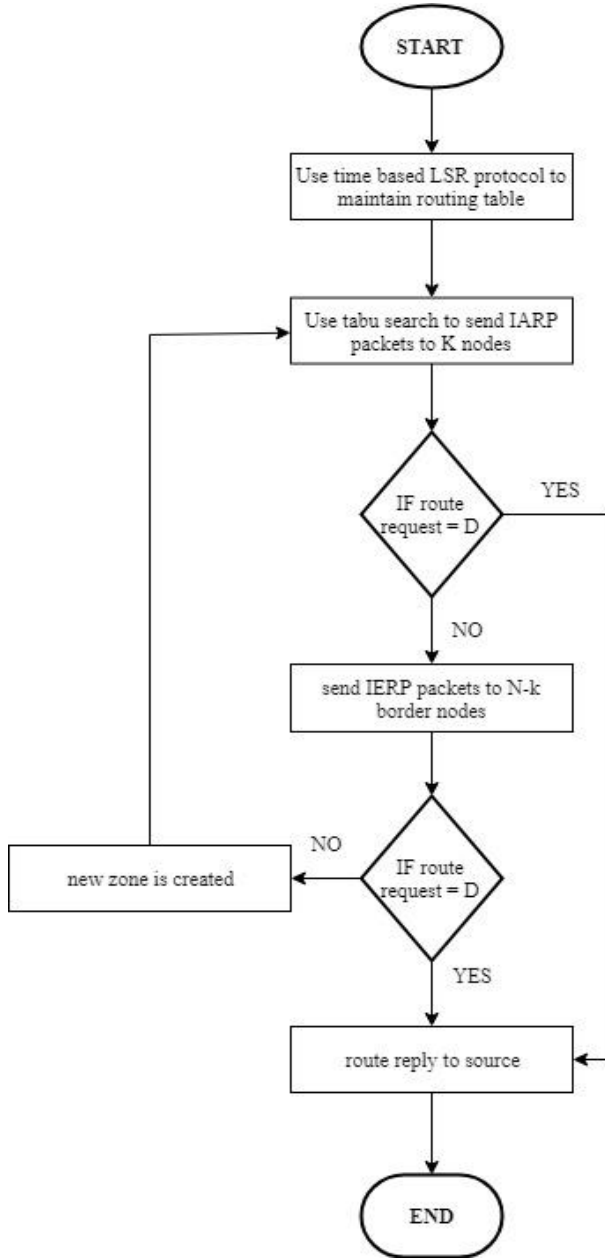 START
Use time based LSR protocol to
maintain routing table
Use tabu search to send IARP
packets to K nodes
IF route
request = D
YES
NO
send IERP packets to N-k
border nodes
NO
new zone is created
IF route
request = D
YES
route reply to source
END